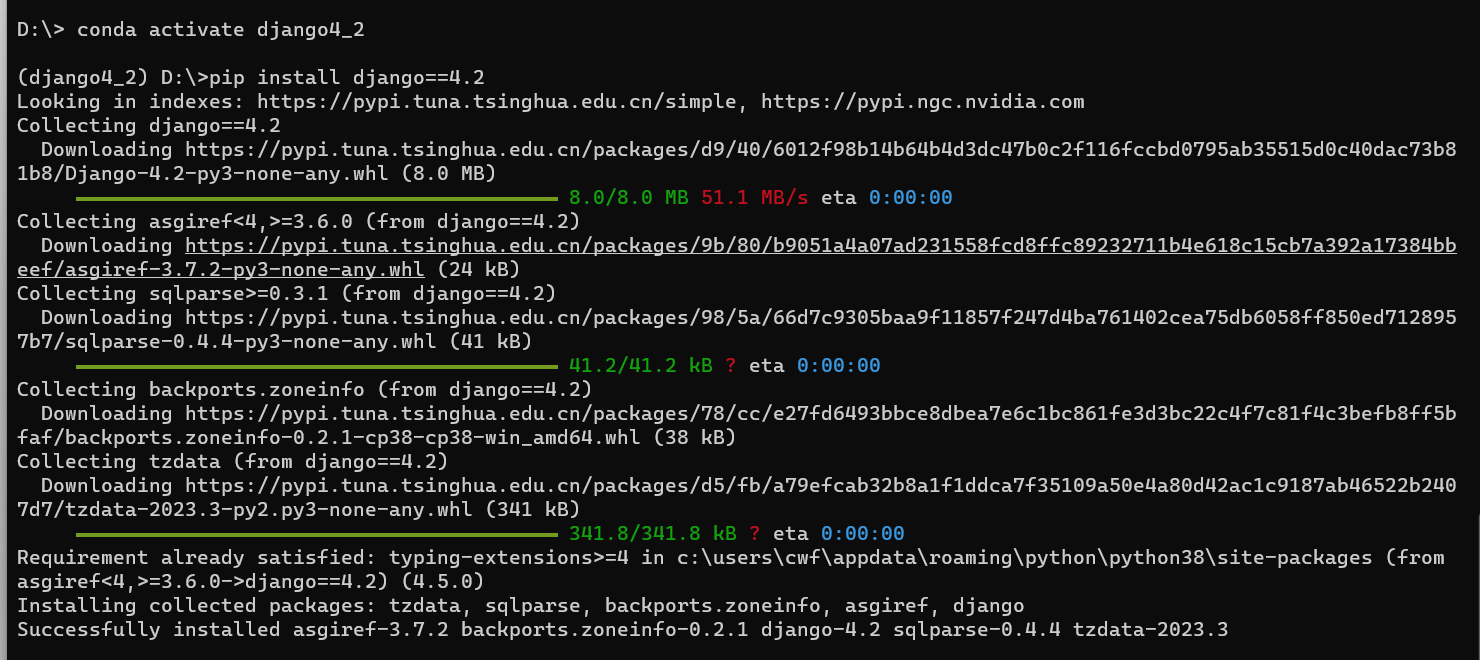 D:\> conda activate django4_2
(django4_2) D:\>pip install django==4.2
Looking in indexes: https://pypi.tuna.tsinghua.edu.cn/simple, https://pypi.ngc.nvidia.com
Collecting django==4.2
  Downloading https://pypi.tuna.tsinghua.edu.cn/packages/d9/40/6012f98b14b64b4d3dc47b0c2f116fccbd0795ab35515d0c40dac73b8
1b8/Django-4.2-py3-none-any.whl (8.0 MB)
8.0/8.0 MB 51.1 MB/s eta 0:00:00
Collecting asgiref<4,>=3.6.0 (from django==4.2)
  Downloading https://pypi.tuna.tsinghua.edu.cn/packages/9b/80/b9051a4a07ad231558fcd8ffc89232711b4e618c15cb7a392a17384bb
eef/asgiref-3.7.2-py3-none-any.whl (24 kB)
Collecting sqlparse>=0.3.1 (from django==4.2)
  Downloading https://pypi.tuna.tsinghua.edu.cn/packages/98/5a/66d7c9305baa9f11857f247d4ba761402cea75db6058ff850ed7128957b7/sqlparse-0.4.4-py3-none-any.whl (41 kB)
41.2/41.2 kB ? eta 0:00:00
Collecting backports.zoneinfo (from django==4.2)
  Downloading https://pypi.tuna.tsinghua.edu.cn/packages/78/cc/e27fd6493bbce8dbea7e6c1bc861fe3d3bc22c4f7c81f4c3befb8ff5b
faf/backports.zoneinfo-0.2.1-cp38-cp38-win_amd64.whl (38 kB)
Collecting tzdata (from django==4.2)
  Downloading https://pypi.tuna.tsinghua.edu.cn/packages/d5/fb/a79efcab32b8a1f1ddca7f35109a50e4a80d42ac1c9187ab46522b240
7d7/tzdata-2023.3-py2.py3-none-any.whl (341 kB)
341.8/341.8 kB ? eta 0:00:00
Requirement already satisfied: typing-extensions>=4 in c:\users\cwf\appdata\roaming\python\python38\site-packages (from
asgiref<4,>=3.6.0->django==4.2) (4.5.0)
Installing collected packages: tzdata, sqlparse, backports.zoneinfo, asgiref, django
Successfully installed asgiref-3.7.2 backports.zoneinfo-0.2.1 django-4.2 sqlparse-0.4.4 tzdata-2023.3